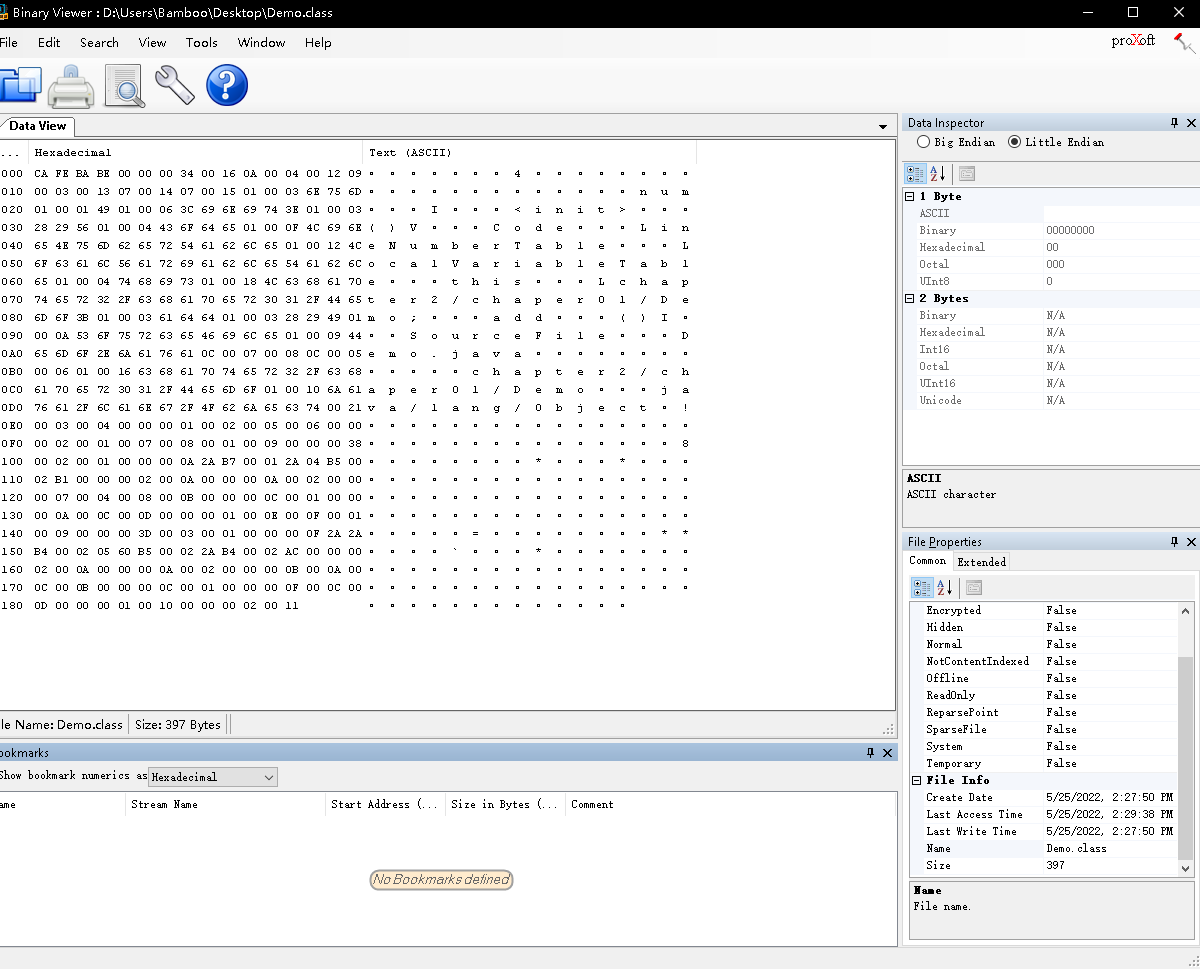 Binary Viewer : D:\Users\Bamboo\Desktop\Demo.class
File Edit Search View Tools Window Help
proXoft
Data View
... Hexadecimal Text (ASCII)
000 CA FE BA BE 00 00 00 34 00 16 0A 00 04 00 12 09 ▫ ▫ ▫ ▫ ▫ ▫ ▫ 4 ▫ ▫ ▫ ▫ ▫ ▫ ▫ ▫
010 00 03 00 13 07 00 14 07 00 15 01 00 03 6E 75 6D ▫ ▫ ▫ ▫ ▫ ▫ ▫ ▫ ▫ ▫ ▫ ▫ ▫ n u m
020 01 00 01 49 01 00 06 3C 69 6E 69 74 3E 01 00 03 ▫ ▫ ▫ I ▫ ▫ ▫ < i n i t > ▫ ▫ ▫
030 28 29 56 01 00 04 43 6F 64 65 01 00 0F 4C 69 6E ( ) V ▫ ▫ ▫ C o d e ▫ ▫ ▫ L i n
040 65 4E 75 6D 62 65 72 54 61 62 6C 65 01 00 12 4C e N u m b e r T a b l e ▫ ▫ ▫ L
050 6F 63 61 6C 56 61 72 69 61 62 6C 65 54 61 62 6C o c a l V a r i a b l e T a b l
060 65 01 00 04 74 68 69 73 01 00 18 4C 63 68 61 70 e ▫ ▫ ▫ t h i s ▫ ▫ ▫ L c h a p
070 74 65 72 32 2F 63 68 61 70 65 72 30 31 2F 44 65 t e r 2 / c h a p e r 0 1 / D e
080 6D 6F 3B 01 00 03 61 64 64 01 00 03 28 29 49 01 m o ; ▫ ▫ ▫ a d d ▫ ▫ ▫ ( ) I ▫
090 00 0A 53 6F 75 72 63 65 46 69 6C 65 01 00 09 44 ▫ ▫ S o u r c e F i l e ▫ ▫ ▫ D
0A0 65 6D 6F 2E 6A 61 76 61 0C 00 07 00 08 0C 00 05 e m o . j a v a ▫ ▫ ▫ ▫ ▫ ▫ ▫ ▫
0B0 00 06 01 00 16 63 68 61 70 74 65 72 32 2F 63 68 ▫ ▫ ▫ ▫ ▫ c h a p t e r 2 / c h
0C0 61 70 65 72 30 31 2F 44 65 6D 6F 01 00 10 6A 61 a p e r 0 1 / D e m o ▫ ▫ ▫ j a
0D0 76 61 2F 6C 61 6E 67 2F 4F 62 6A 65 63 74 00 21 v a / l a n g / O b j e c t ▫ !
0E0 00 03 00 04 00 00 00 01 00 02 00 05 00 06 00 00 ▫ ▫ ▫ ▫ ▫ ▫ ▫ ▫ ▫ ▫ ▫ ▫ ▫ ▫ ▫ ▫
0F0 00 02 00 01 00 07 00 08 00 01 00 09 00 00 00 38 ▫ ▫ ▫ ▫ ▫ ▫ ▫ ▫ ▫ ▫ ▫ ▫ ▫ ▫ ▫ 8
100 00 02 00 01 00 00 00 0A 2A B7 00 01 2A 04 B5 00 ▫ ▫ ▫ ▫ ▫ ▫ ▫ ▫ * ▫ ▫ ▫ * ▫ ▫ ▫
110 02 B1 00 00 00 02 00 0A 00 00 00 0A 00 02 00 00 ▫ ▫ ▫ ▫ ▫ ▫ ▫ ▫ ▫ ▫ ▫ ▫ ▫ ▫ ▫ ▫
120 00 07 00 04 00 08 00 0B 00 00 00 0C 00 01 00 00 ▫ ▫ ▫ ▫ ▫ ▫ ▫ ▫ ▫ ▫ ▫ ▫ ▫ ▫ ▫ ▫
130 00 0A 00 0C 00 0D 00 00 00 01 00 0E 00 0F 00 01 ▫ ▫ ▫ ▫ ▫ ▫ ▫ ▫ ▫ ▫ ▫ ▫ ▫ ▫ ▫ ▫
140 00 09 00 00 00 3D 00 03 00 01 00 00 00 0F 2A 2A ▫ ▫ ▫ ▫ ▫ = ▫ ▫ ▫ ▫ ▫ ▫ ▫ ▫ * *
150 B4 00 02 05 60 B5 00 02 2A B4 00 02 AC 00 00 00 ▫ ▫ ▫ ▫ ` ▫ ▫ ▫ * ▫ ▫ ▫ ▫ ▫ ▫ ▫
160 02 00 0A 00 00 00 0A 00 02 00 00 00 0B 00 0A 00 ▫ ▫ ▫ ▫ ▫ ▫ ▫ ▫ ▫ ▫ ▫ ▫ ▫ ▫ ▫ ▫
170 0C 00 0B 00 00 00 0C 00 01 00 00 00 0F 00 0C 00 ▫ ▫ ▫ ▫ ▫ ▫ ▫ ▫ ▫ ▫ ▫ ▫ ▫ ▫ ▫ ▫
180 0D 00 00 00 01 00 10 00 00 00 02 00 11 ▫ ▫ ▫ ▫ ▫ ▫ ▫ ▫ ▫ ▫ ▫ ▫ ▫
le Name: Demo.class Size: 397 Bytes
ookmarks
Show bookmark numerics as Hexadecimal
ame Stream Name Start Address (... Size in Bytes (... Comment
No Bookmarks defined
Data Inspector
Big Endian Little Endian
1 Byte
ASCII
Binary 00000000
Hexadecimal 00
Octal 000
UInt8 0
2 Bytes
Binary N/A
Hexadecimal N/A
Int16 N/A
Octal N/A
UInt16 N/A
Unicode N/A
ASCII
ASCII character
File Properties
Common Extended
Encrypted False
Hidden False
Normal False
NotContentIndexed False
Offline False
ReadOnly False
ReparsePoint False
SparseFile False
System False
Temporary False
File Info
Create Date 5/25/2022, 2:27:50 PM
Last Access Time 5/25/2022, 2:29:38 PM
Last Write Time 5/25/2022, 2:27:50 PM
Name Demo.class
Size 397
Name
File name.